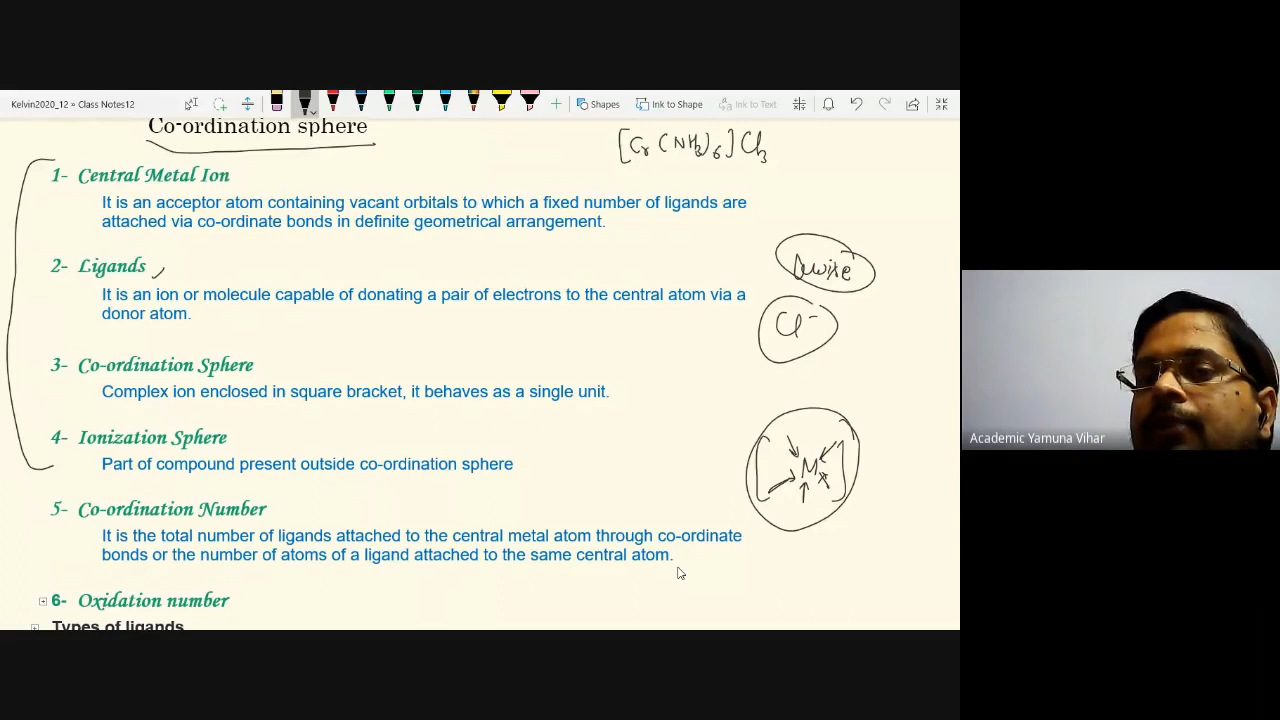 Kelvin2020_12 » Class Notes12
Shapes
Ink to Shape
Ink to Text
Co-ordination sphere
[Cr(NH3)6]Cl3
1- Central Metal Ion
It is an acceptor atom containing vacant orbitals to which a fixed number of ligands are
attached via co-ordinate bonds in definite geometrical arrangement.
2- Ligands
It is an ion or molecule capable of donating a pair of electrons to the central atom via a
donor atom.
Cl-
3- Co-ordination Sphere
Complex ion enclosed in square bracket, it behaves as a single unit.
4- Ionization Sphere
Part of compound present outside co-ordination sphere
[M]
5- Co-ordination Number
It is the total number of ligands attached to the central metal atom through co-ordinate
bonds or the number of atoms of a ligand attached to the same central atom.
6- Oxidation number
Types of ligands
Academic Yamuna Vihar